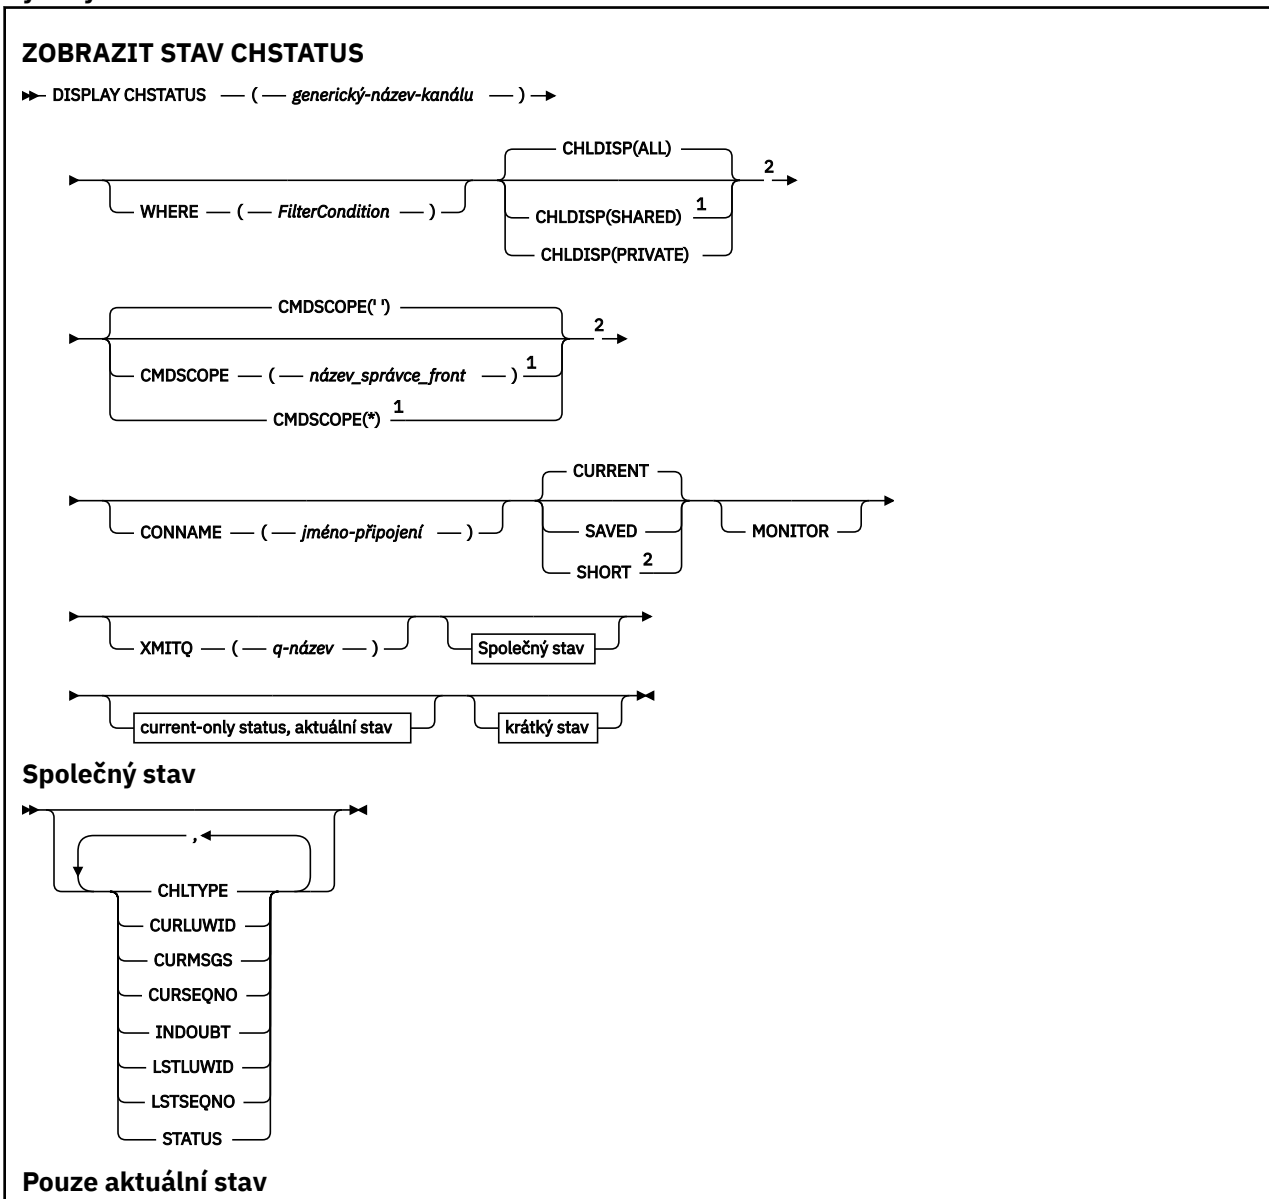 ZOBRAZIT STAV CHSTATUS
DISPLAY CHSTATUS ( generický-název-kanálu )
CHLDISP(ALL)
2
WHERE ( FilterCondition )
CHLDISP(SHARED) 1
CHLDISP(PRIVATE)
CMDSCOPE(' ')
2
CMDSCOPE ( název_správce_front ) 1
CMDSCOPE(*) 1
CURRENT
CONNAME ( jméno-připojení )
SAVED
MONITOR
SHORT 2
XMITQ ( q-název )
Společný stav
current-only status, aktuální stav
krátký stav
Společný stav
,
CHLTYPE
CURLUWID
CURMSGS
CURSEQNO
INDOUBT
LSTLUWID
LSTSEQNO
STATUS
Pouze aktuální stav